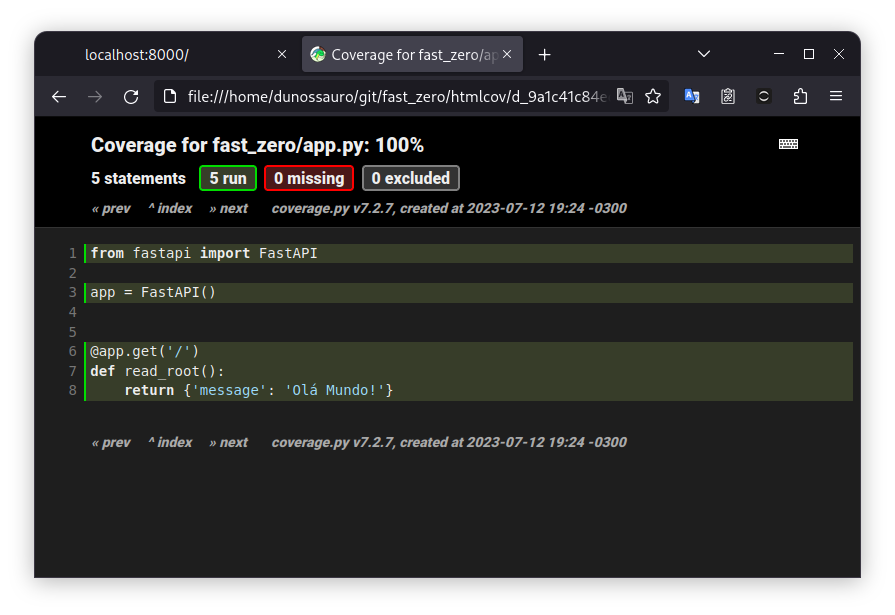 localhost:8000/
Coverage for fast_zero/ap
file:///home/dunossauro/git/fast_zero/htmlcov/d_9a1c41c84e
Coverage for fast_zero/app.py: 100%
5 statements 5 run 0 missing 0 excluded
« prev ^ index » next coverage.py v7.2.7, created at 2023-07-12 19:24 -0300
1 from fastapi import FastAPI
2
3 app = FastAPI()
4
5
6 @app.get('/')
7 def read_root():
8     return {'message': 'Olá Mundo!'}
« prev ^ index » next coverage.py v7.2.7, created at 2023-07-12 19:24 -0300